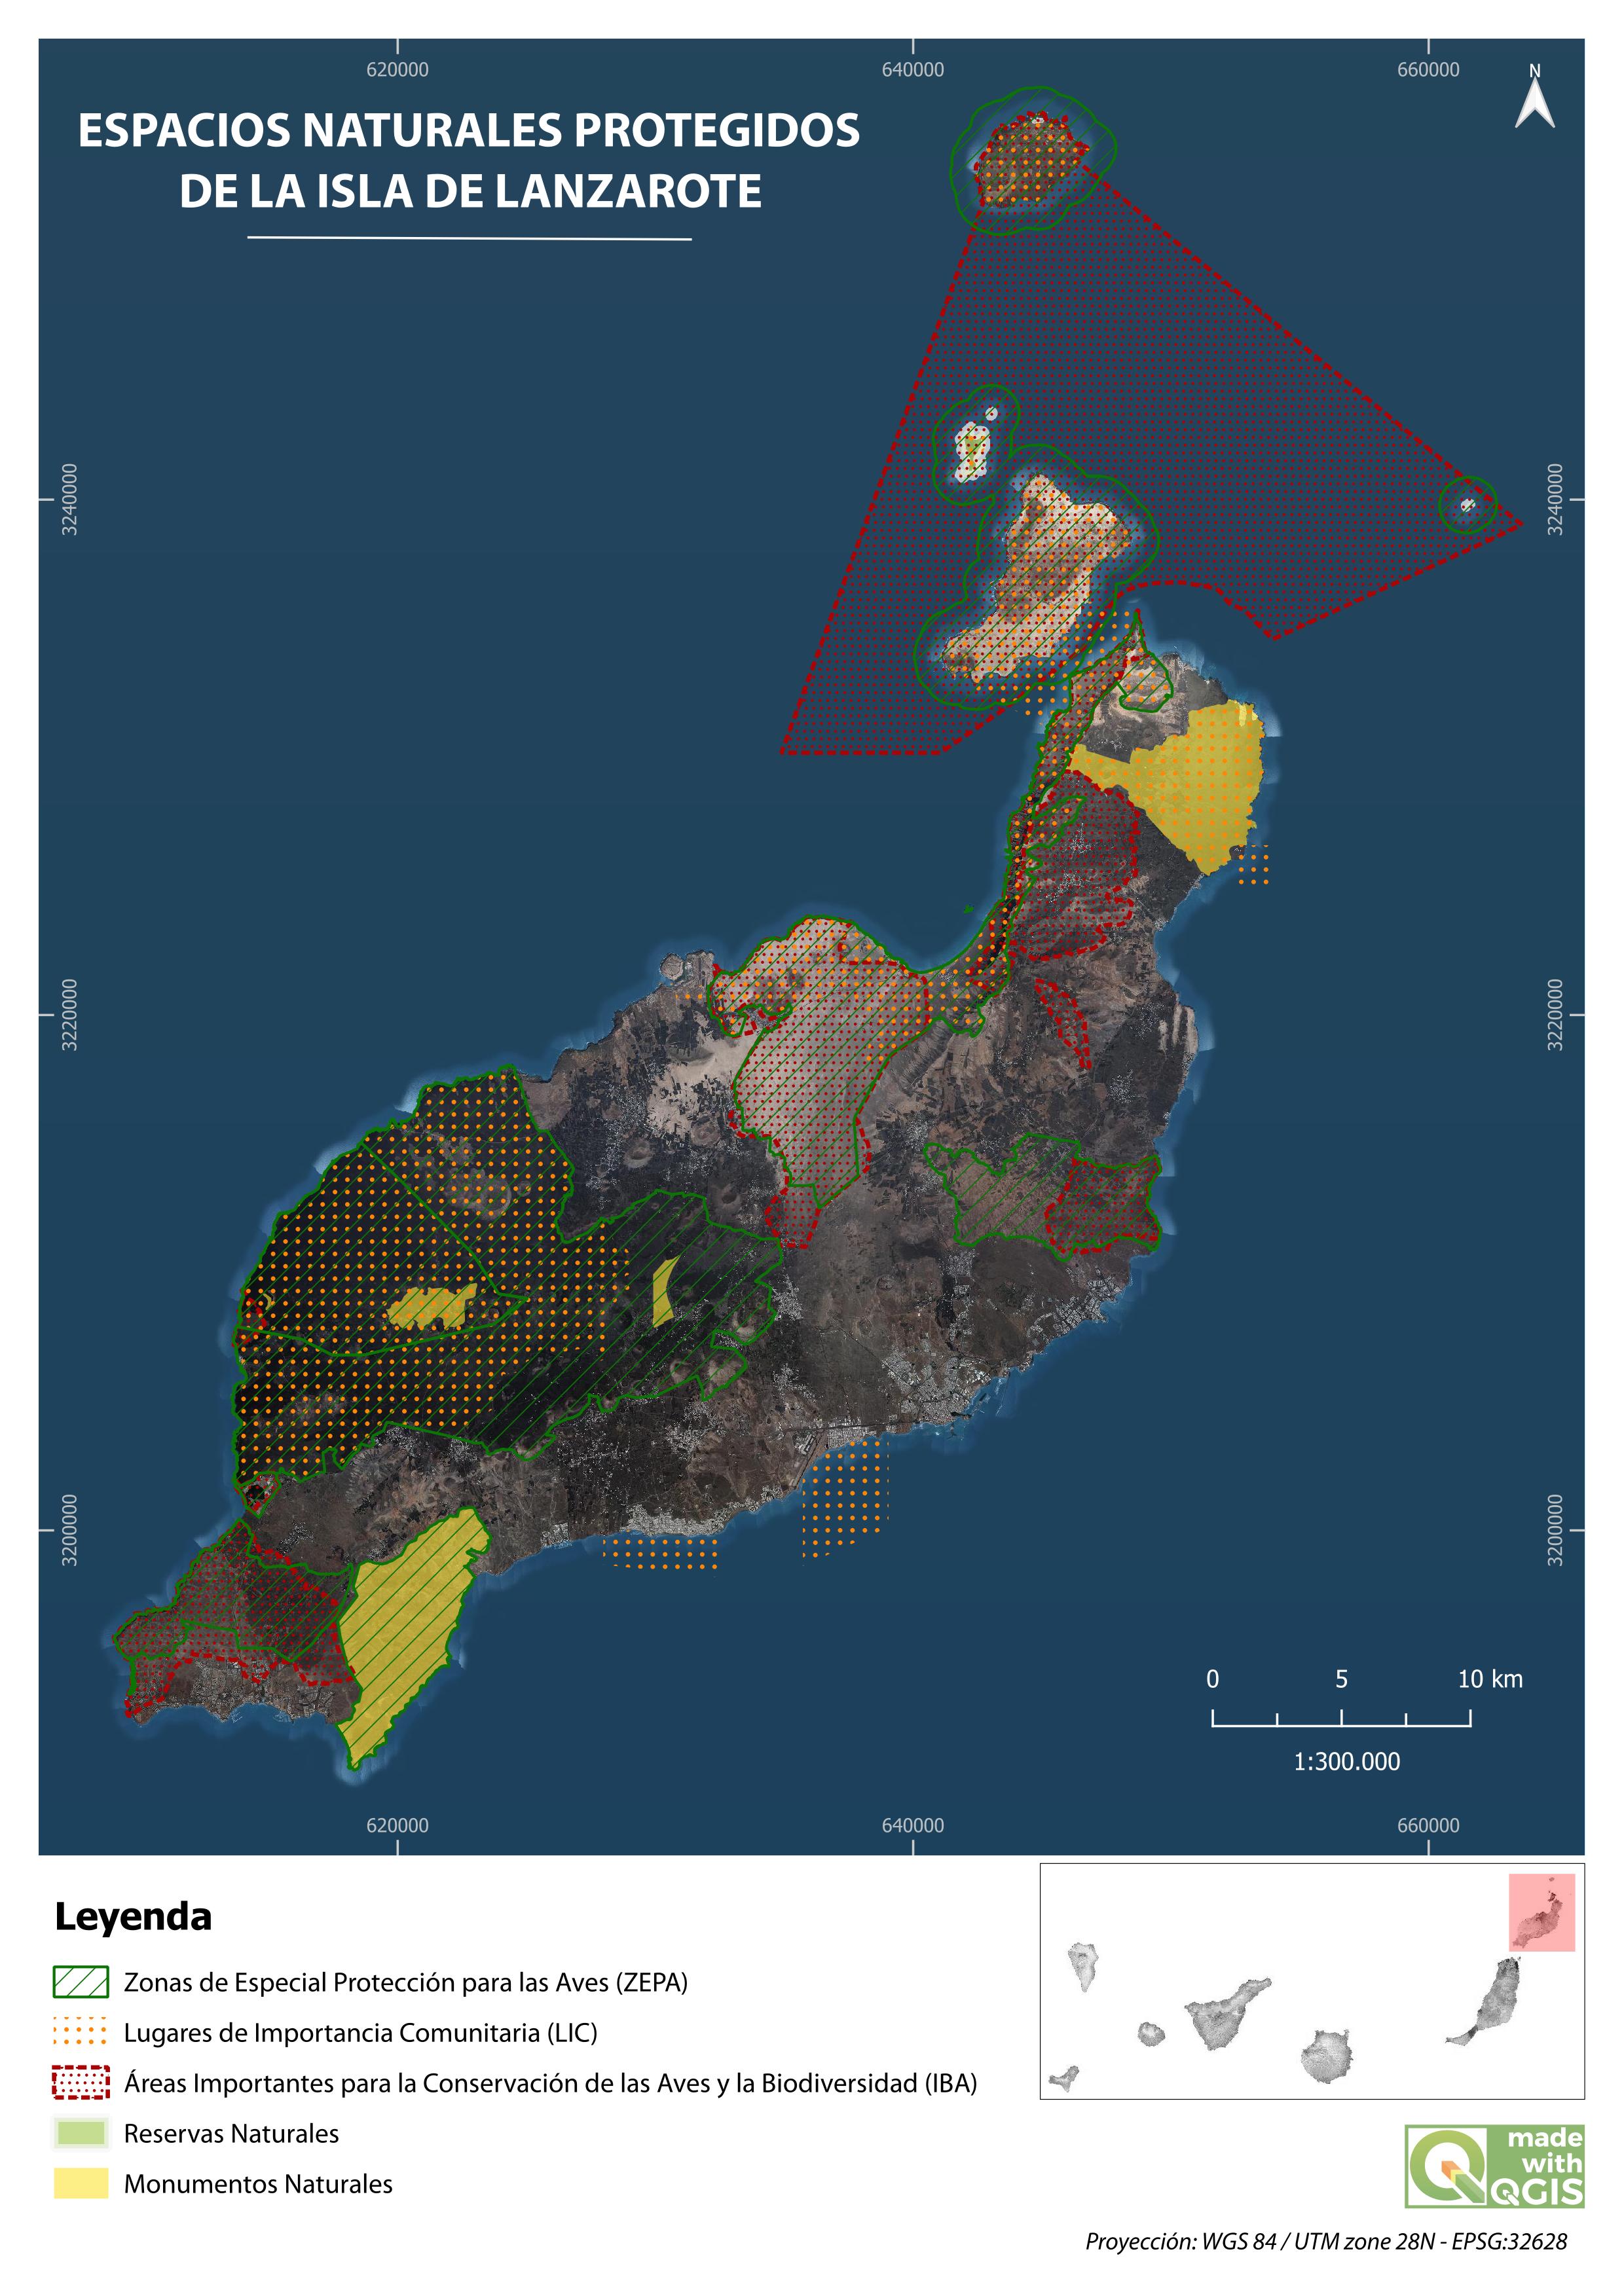 620000
640000
660000
N
ESPACIOS NATURALES PROTEGIDOS
DE LA ISLA DE LANZAROTE
3240000
3240000
3220000
3220000
3200000
3200000
0 5 10 km
1:300.000
620000
640000
660000
Leyenda
Zonas de Especial Protección para las Aves (ZEPA)
Lugares de Importancia Comunitaria (LIC)
Áreas Importantes para la Conservación de las Aves y la Biodiversidad (IBA)
Reservas Naturales
Monumentos Naturales
made
with
QGIS
Proyección: WGS 84 / UTM zone 28N - EPSG:32628